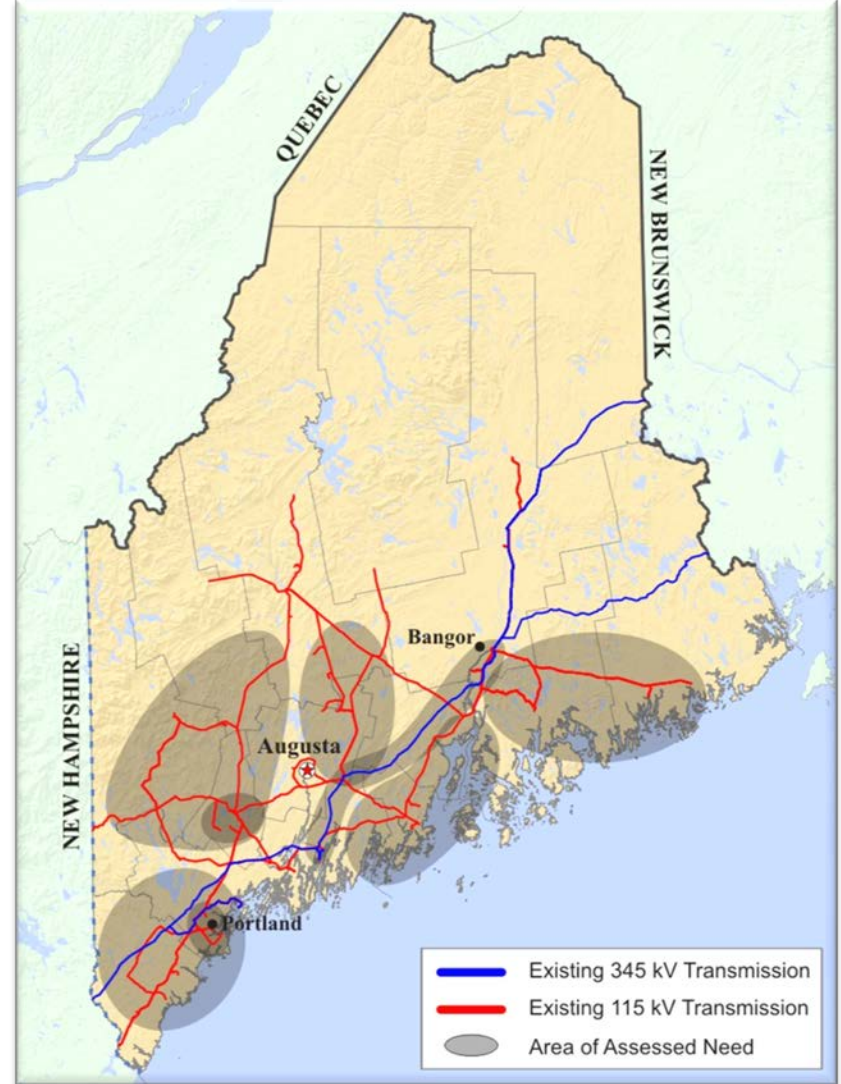 QUEBEC
NEW BRUNSWICK
NEW HAMPSHIRE
Bangor
Augusta
Portland
Existing 345 kV Transmission
Existing 115 kV Transmission
Area of Assessed Need